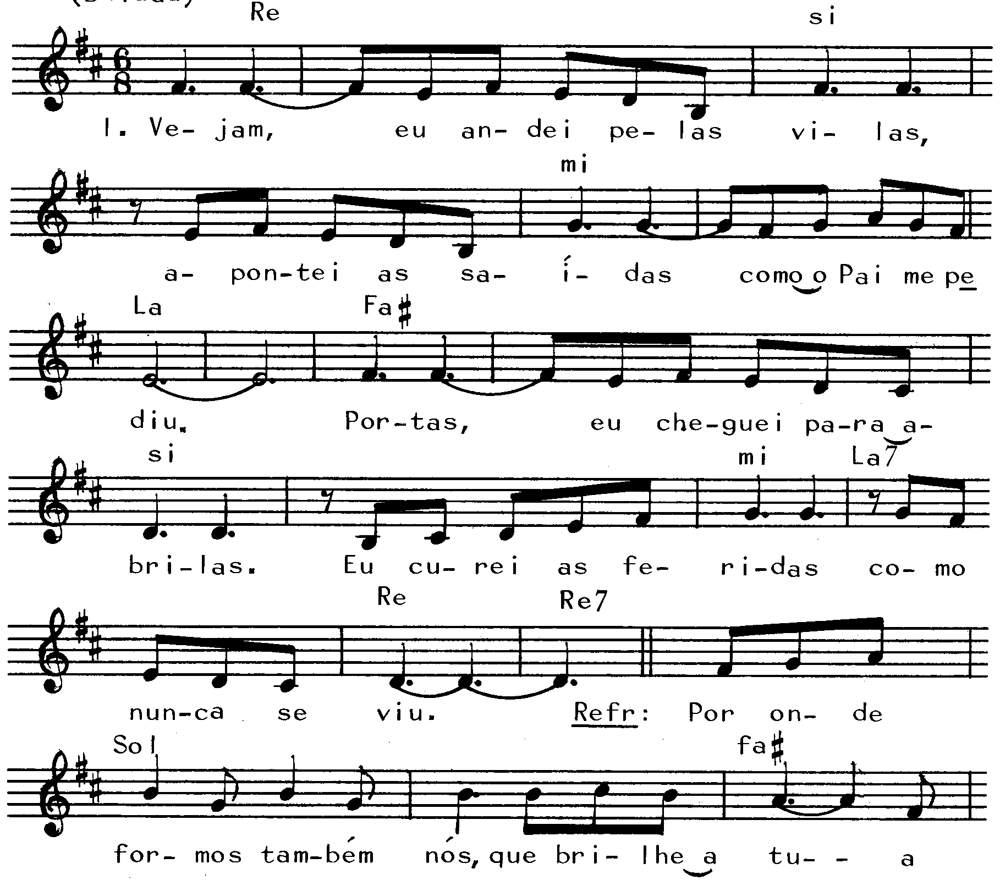 Re si
6
8
1. Ve- jam, eu an- dei pe- las vi- las,
mi
a- pon-tei as sa- í- das como o Pai me pe
La Fa♯
diu. Por-tas, eu che-guei pa-ra a-
si mi La7
bri-las. Eu cu- rei as fe- ri-das co- mo
Re Re7
nun-ca se viu. Refr: Por on- de
Sol fa♯
for- mos tam-bém nós, que bri- lhe a tu- - a